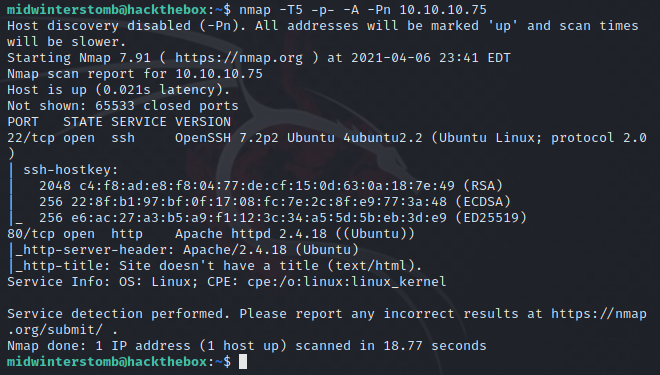 midwinterstomb@hackthebox:~$ nmap -T5 -p- -A -Pn 10.10.10.75
Host discovery disabled (-Pn). All addresses will be marked 'up' and scan times
will be slower.
Starting Nmap 7.91 ( https://nmap.org ) at 2021-04-06 23:41 EDT
Nmap scan report for 10.10.10.75
Host is up (0.021s latency).
Not shown: 65533 closed ports
PORT   STATE SERVICE VERSION
22/tcp open  ssh     OpenSSH 7.2p2 Ubuntu 4ubuntu2.2 (Ubuntu Linux; protocol 2.0
)
| ssh-hostkey:
|   2048 c4:f8:ad:e8:f8:04:77:de:cf:15:0d:63:0a:18:7e:49 (RSA)
|   256 22:8f:b1:97:bf:0f:17:08:fc:7e:2c:8f:e9:77:3a:48 (ECDSA)
|_  256 e6:ac:27:a3:b5:a9:f1:12:3c:34:a5:5d:5b:eb:3d:e9 (ED25519)
80/tcp open  http    Apache httpd 2.4.18 ((Ubuntu))
|_http-server-header: Apache/2.4.18 (Ubuntu)
|_http-title: Site doesn't have a title (text/html).
Service Info: OS: Linux; CPE: cpe:/o:linux:linux_kernel
Service detection performed. Please report any incorrect results at https://nmap
.org/submit/ .
Nmap done: 1 IP address (1 host up) scanned in 18.77 seconds
midwinterstomb@hackthebox:~$